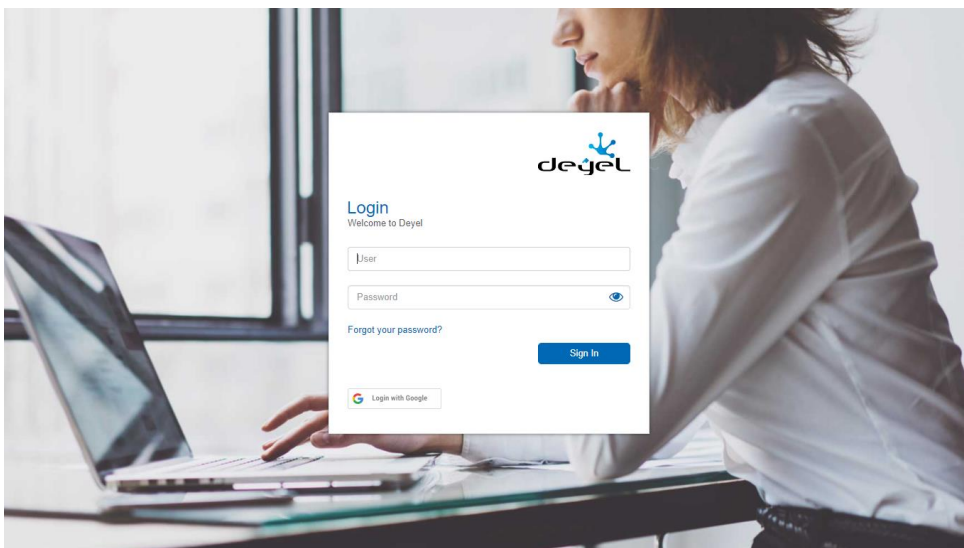 deyel
Login
Welcome to Deyel
User
Password
Forgot your password?
Sign In
Login with Google